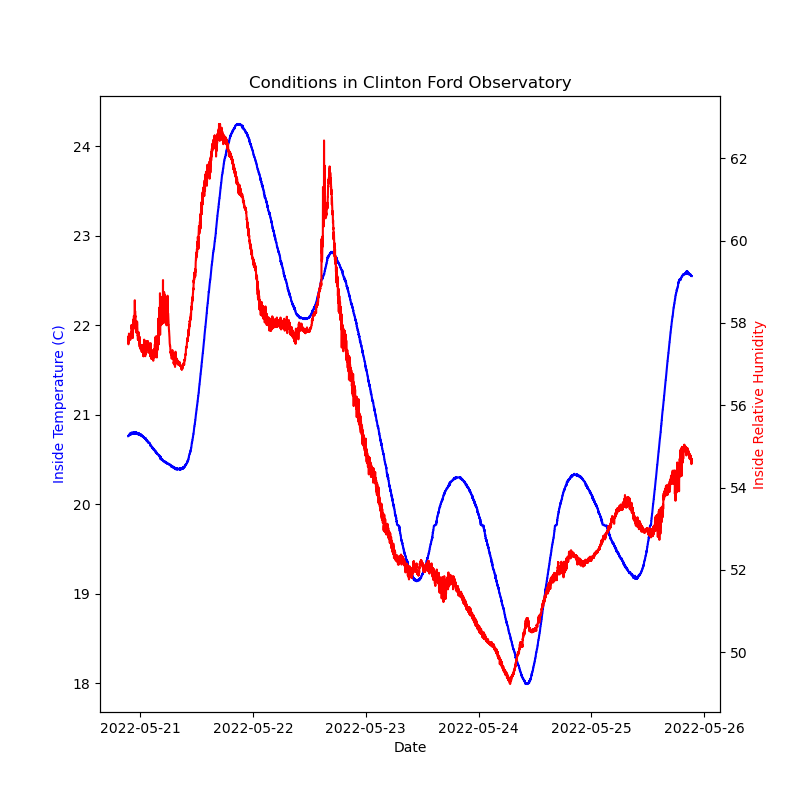 Conditions in Clinton Ford Observatory
24
23
22
21
20
19
18
Inside Temperature (C)
62
60
58
56
54
52
50
Inside Relative Humidity
2022-05-21 2022-05-22 2022-05-23 2022-05-24 2022-05-25 2022-05-26
Date